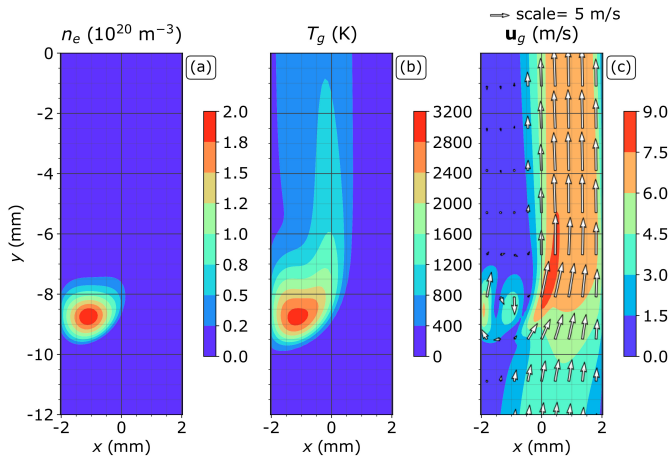 scale= 5 m/s
nₑ (10²⁰ m⁻³)
T_g (K)
u_g (m/s)
(a)
(b)
(c)
0
-2
-4
-6
-8
-10
-12
y (mm)
2.0
1.8
1.5
1.2
1.0
0.8
0.5
0.2
0.0
3200
2800
2400
2000
1600
1200
800
400
0
9.0
7.5
6.0
4.5
3.0
1.5
0.0
-2 0 2
-2 0 2
-2 0 2
x (mm)
x (mm)
x (mm)